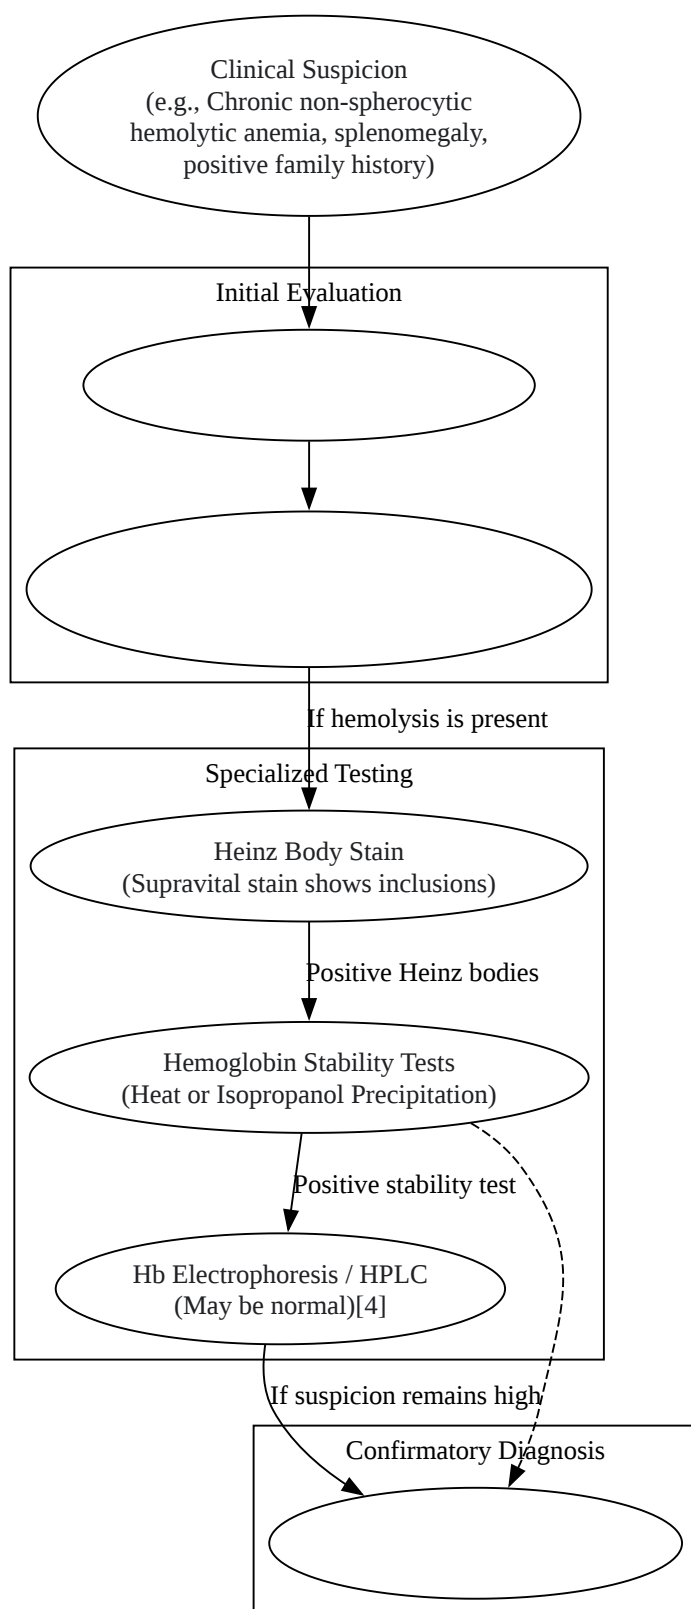 Clinical Suspicion
(e.g., Chronic non-spherocytic
hemolytic anemia, splenomegaly,
positive family history)
Initial Evaluation
If hemolysis is present
Specialized Testing
Heinz Body Stain
(Supravital stain shows inclusions)
Positive Heinz bodies
Hemoglobin Stability Tests
(Heat or Isopropanol Precipitation)
Positive stability test
Hb Electrophoresis / HPLC
(May be normal)[4]
If suspicion remains high
Confirmatory Diagnosis